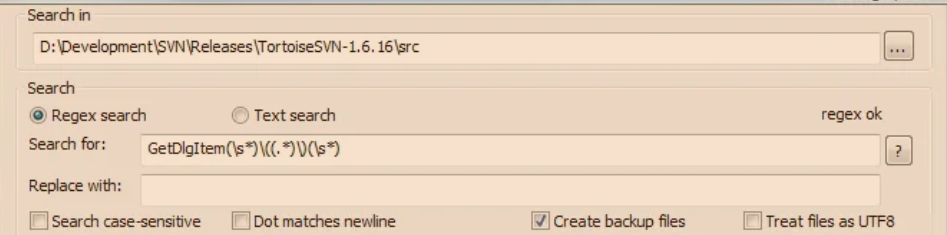 Search in
D:\Development\SVN\Releases\TortoiseSVN-1.6.16\src ...
Search
Regex search Text search regex ok
Search for: GetDlgItem(\s*)\((.*)\)(\s*) ?
Replace with:
Search case-sensitive Dot matches newline Create backup files Treat files as UTF8